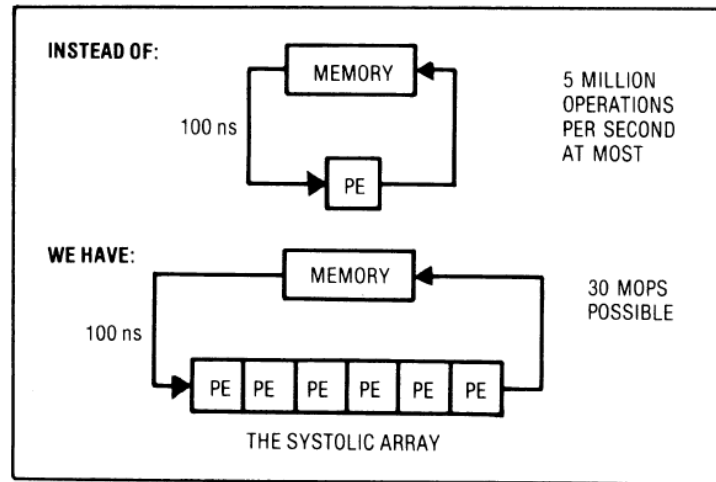 INSTEAD OF:
MEMORY
100 ns
PE
5 MILLION
OPERATIONS
PER SECOND
AT MOST
WE HAVE:
MEMORY
100 ns
30 MOPS
POSSIBLE
PE PE PE PE PE PE
THE SYSTOLIC ARRAY